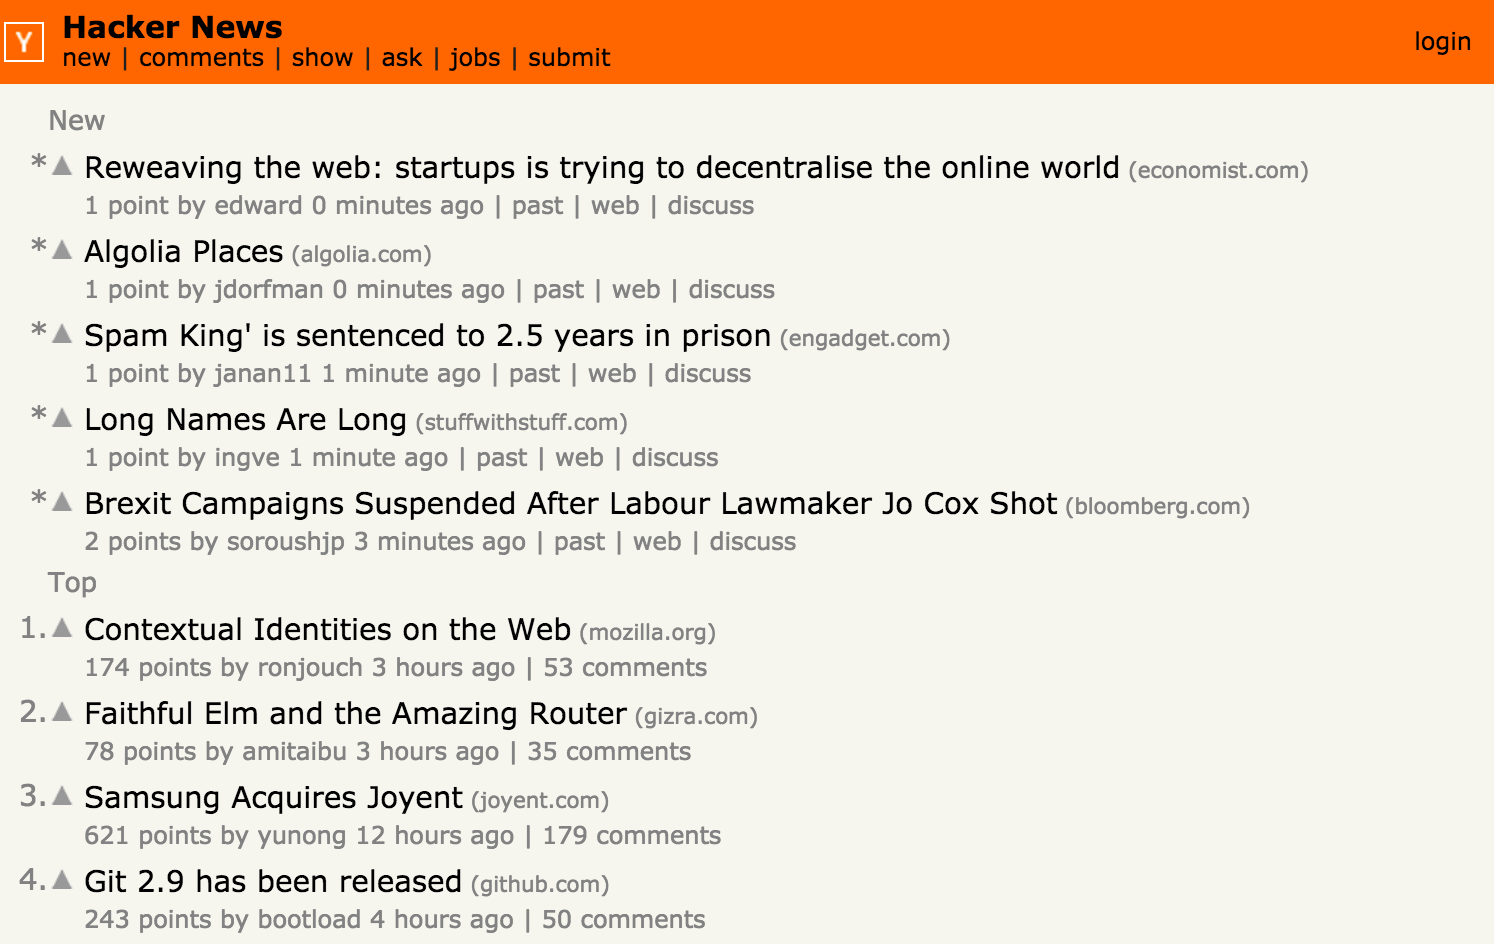 Y
Hacker News
new | comments | show | ask | jobs | submit
login
New
*▲ Reweaving the web: startups is trying to decentralise the online world (economist.com)
1 point by edward 0 minutes ago | past | web | discuss
*▲ Algolia Places (algolia.com)
1 point by jdorfman 0 minutes ago | past | web | discuss
*▲ Spam King' is sentenced to 2.5 years in prison (engadget.com)
1 point by janan11 1 minute ago | past | web | discuss
*▲ Long Names Are Long (stuffwithstuff.com)
1 point by ingve 1 minute ago | past | web | discuss
*▲ Brexit Campaigns Suspended After Labour Lawmaker Jo Cox Shot (bloomberg.com)
2 points by soroushjp 3 minutes ago | past | web | discuss
Top
1.▲ Contextual Identities on the Web (mozilla.org)
174 points by ronjouch 3 hours ago | 53 comments
2.▲ Faithful Elm and the Amazing Router (gizra.com)
78 points by amitaibu 3 hours ago | 35 comments
3.▲ Samsung Acquires Joyent (joyent.com)
621 points by yunong 12 hours ago | 179 comments
4.▲ Git 2.9 has been released (github.com)
243 points by bootload 4 hours ago | 50 comments